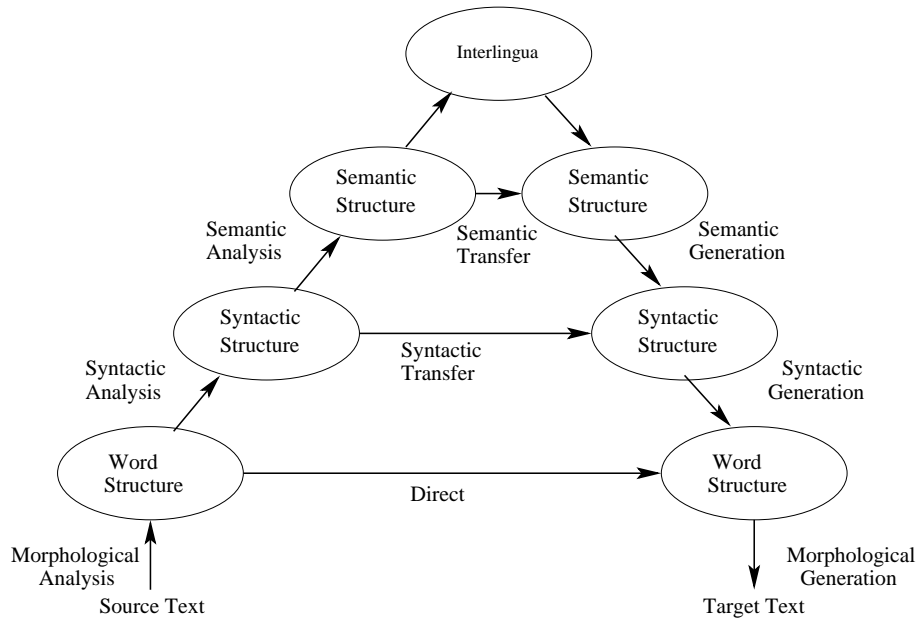 Interlingua
Semantic
Structure
Semantic
Structure
Semantic
Analysis
Semantic
Transfer
Semantic
Generation
Syntactic
Structure
Syntactic
Structure
Syntactic
Analysis
Syntactic
Transfer
Syntactic
Generation
Word
Structure
Word
Structure
Direct
Morphological
Analysis
Morphological
Generation
Source Text
Target Text